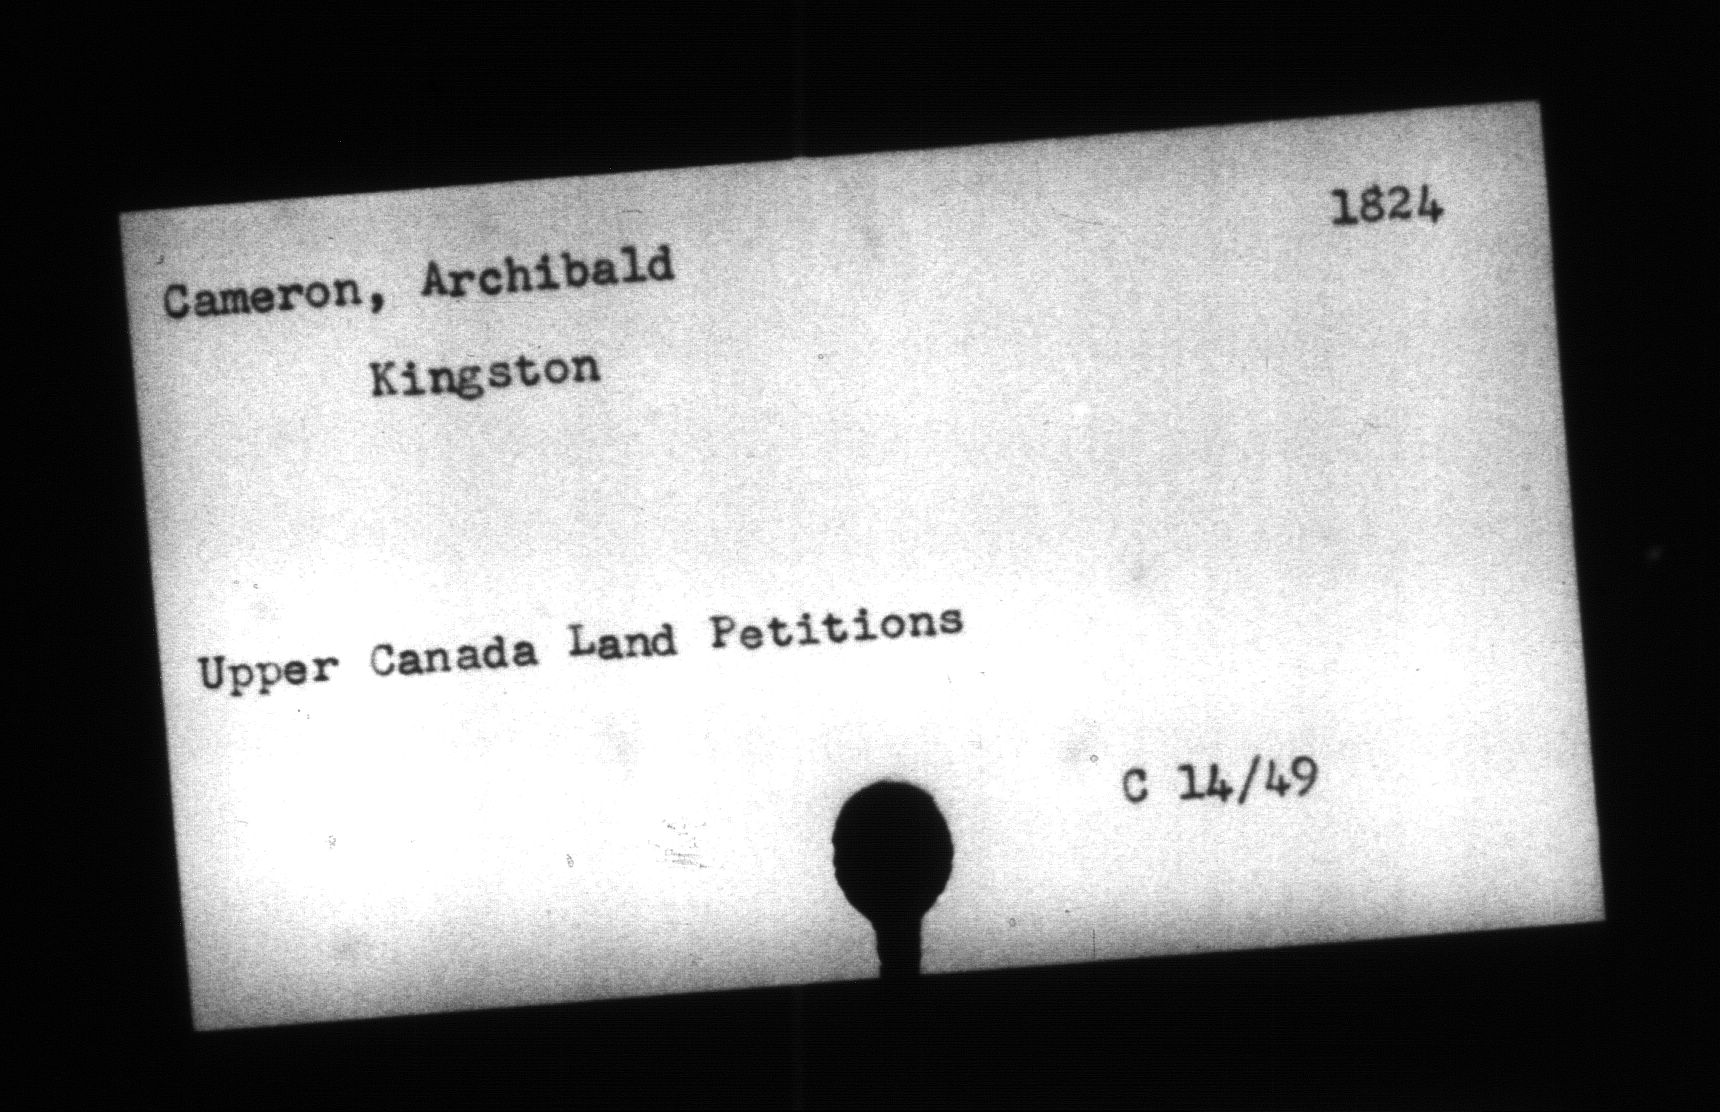 1824
Cameron, Archibald
Kingston
Upper Canada Land Petitions
C 14/49